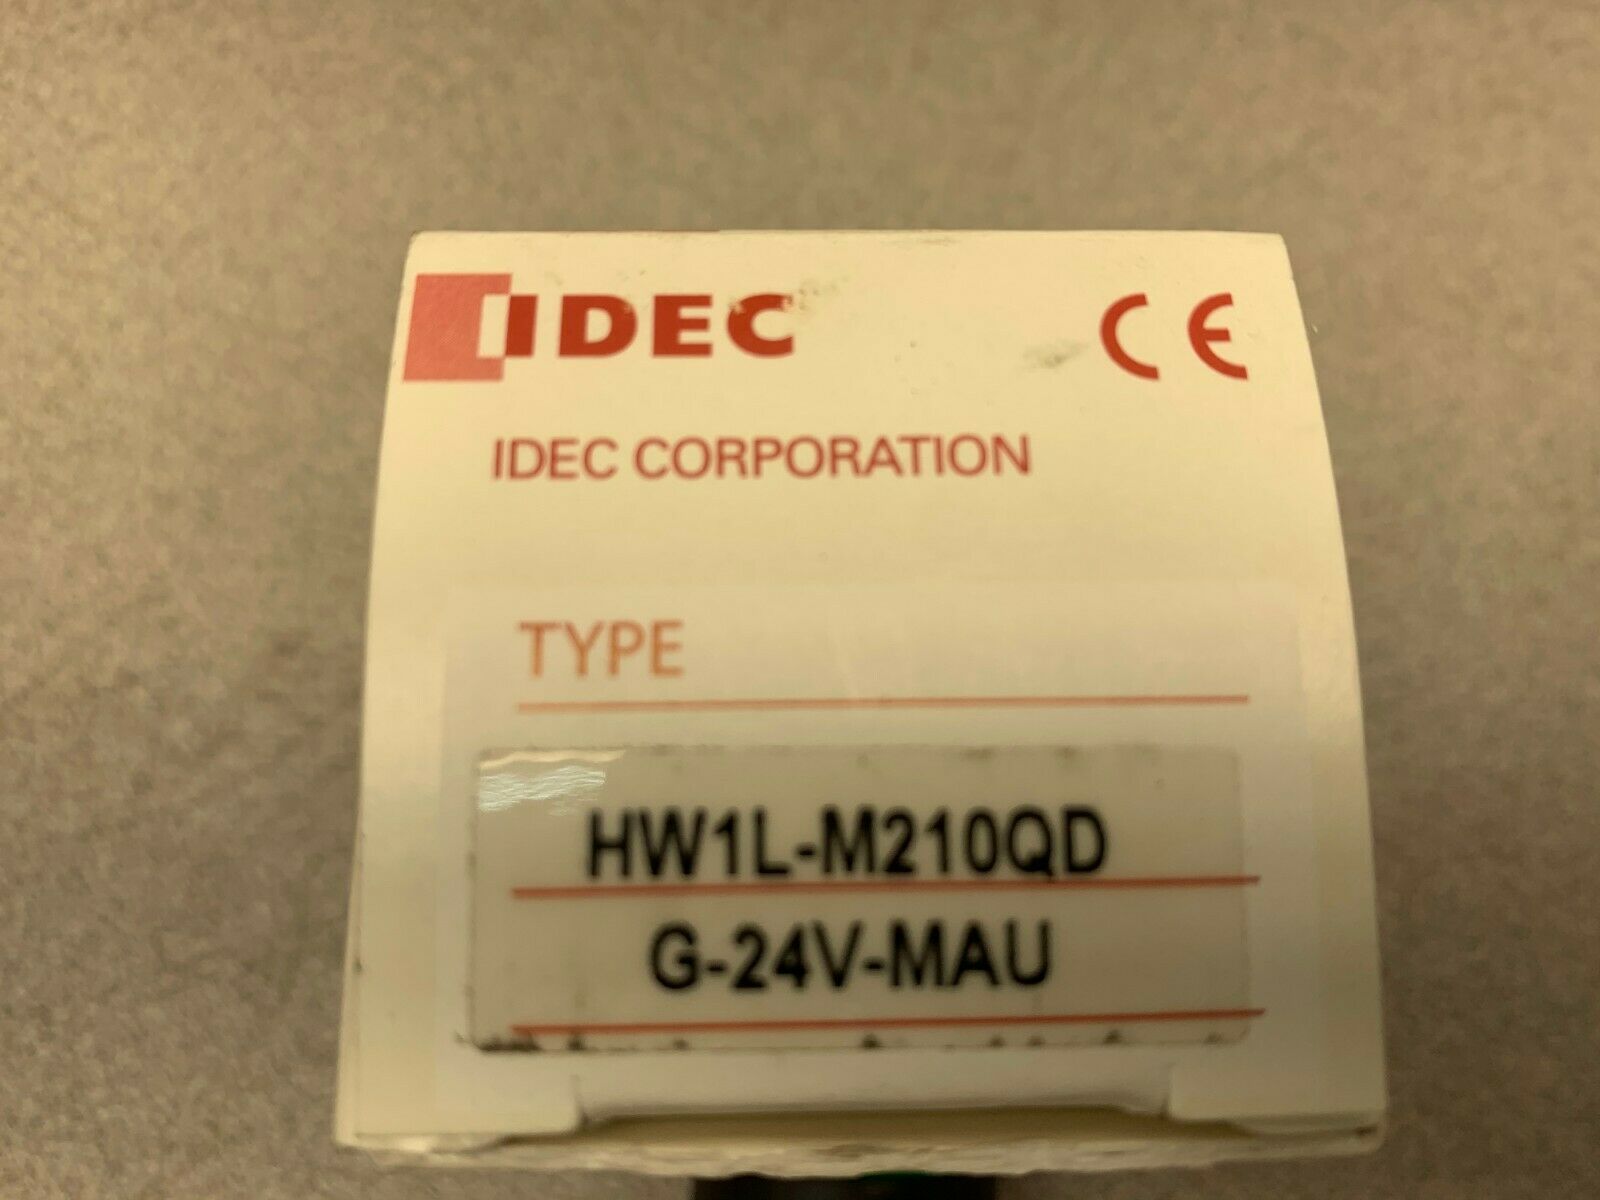 IDEC CE
IDEC CORPORATION
TYPE
HW1L-M210QD
G-24V-MAU